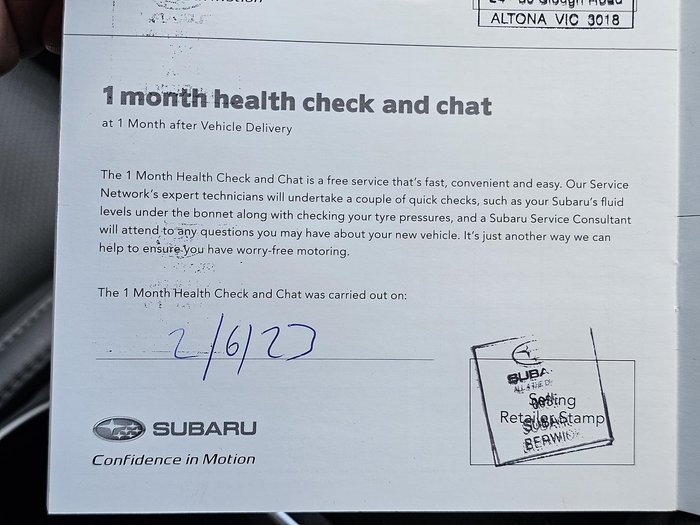 ALTONA VIC 3018
1 month health check and chat
at 1 Month after Vehicle Delivery
The 1 Month Health Check and Chat is a free service that's fast, convenient and easy. Our Service
Network's expert technicians will undertake a couple of quick checks, such as your Subaru's fluid
levels under the bonnet along with checking your tyre pressures, and a Subaru Service Consultant
will attend to any questions you may have about your new vehicle. It's just another way we can
help to ensure you have worry-free motoring.
The 1 Month Health Check and Chat was carried out on:
2/6/23
SUBA
Selling
Retailer Stamp
SUBARU
BERWICK
SUBARU
Confidence in Motion